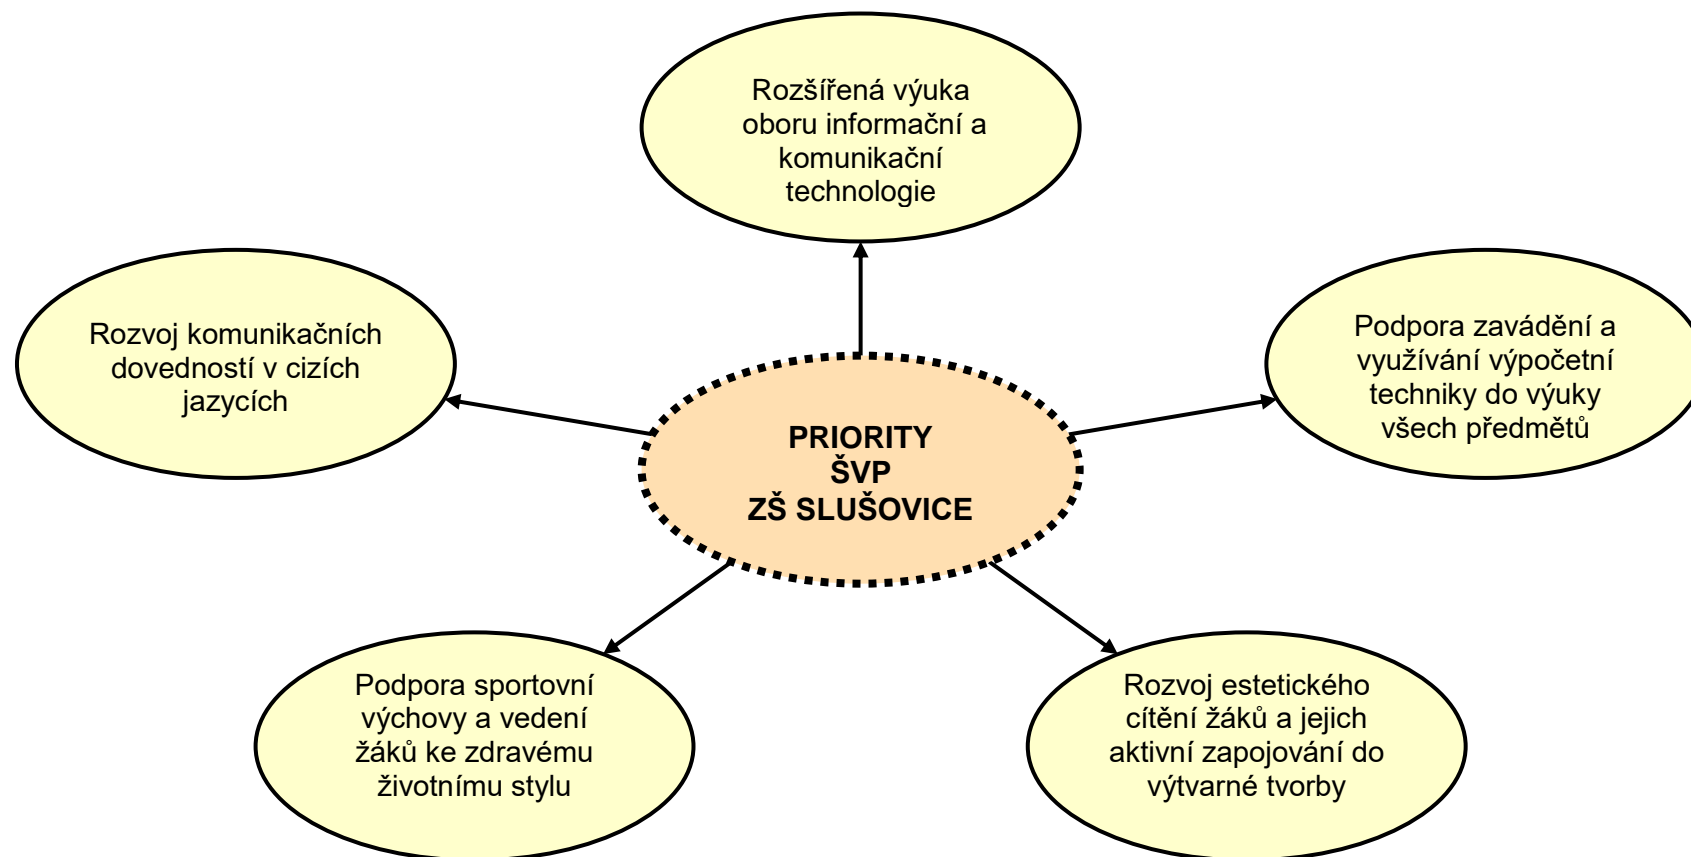 Rozšířená výuka
oboru informační a
komunikační
technologie
Rozvoj komunikačních
dovedností v cizích
jazycích
Podpora zavádění a
využívání výpočetní
techniky do výuky
všech předmětů
PRIORITY
ŠVP
ZŠ SLUŠOVICE
Podpora sportovní
výchovy a vedení
žáků ke zdravému
životnímu stylu
Rozvoj estetického
cítění žáků a jejich
aktivní zapojování do
výtvarné tvorby